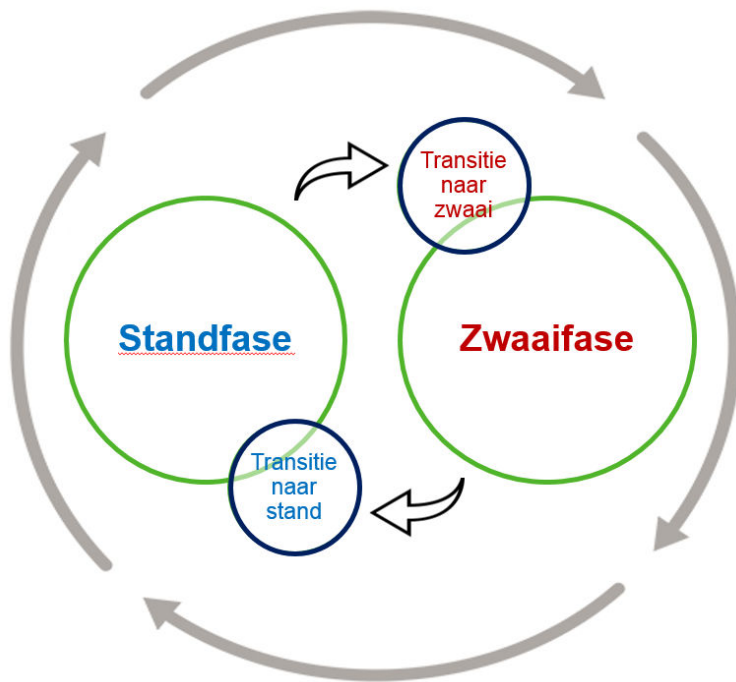 Transitie
naar
zwaai
Standfase
Zwaaifase
Transitie
naar
stand